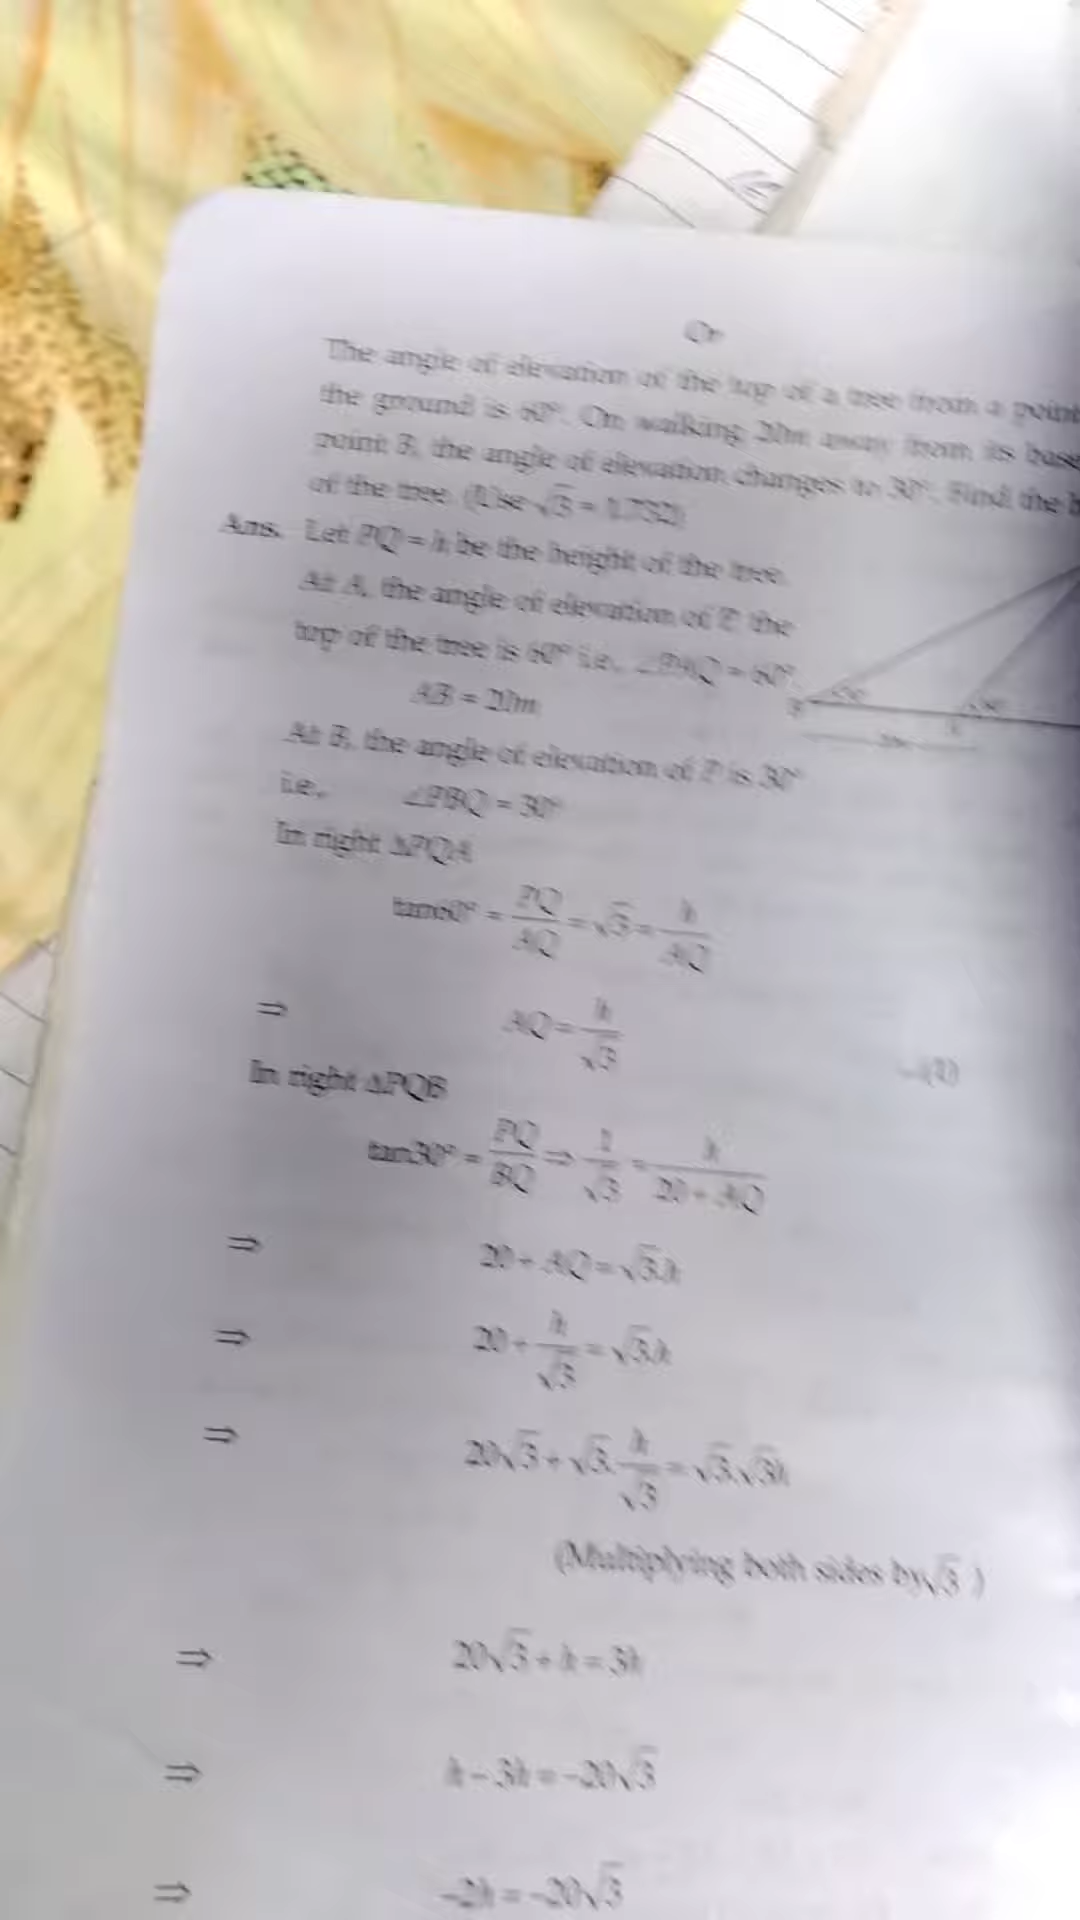 Or
The angle of elevation of the top of a tree from a point
the ground is 60°. On walking 20m away from its base
point B, the angle of elevation changes to 30°. Find the h
of the tree. (Use √3 = 1.732)
Ans. Let PQ = h be the height of the tree.
At A, the angle of elevation of P, the
top of the tree is 60° i.e., ∠PAQ = 60°.
AB = 20m
At B, the angle of elevation of P is 30°
i.e., ∠PBQ = 30°
In right ΔPQA
tan60° = PQ/AQ = √3 = h/AQ
⇒ AQ = h/√3 ...(i)
In right ΔPQB
tan30° = PQ/BQ ⇒ 1/√3 = h/(20 + AQ)
⇒ 20 + AQ = √3.h
⇒ 20 + h/√3 = √3.h
⇒ 20√3 + √3.h/√3 = √3.√3h
(Multiplying both sides by √3 )
⇒ 20√3 + h = 3h
⇒ h – 3h = –20√3
⇒ –2h = –20√3